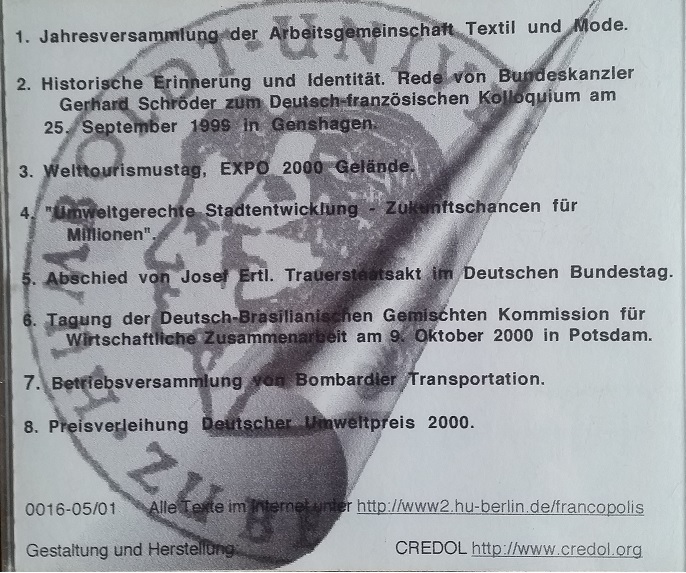 1. Jahresversammlung der Arbeitsgemeinschaft Textil und Mode.
2. Historische Erinnerung und Identität. Rede von Bundeskanzler
Gerhard Schröder zum Deutsch-französischen Kolloquium am
25. September 1999 in Genshagen.
3. Welttourismustag, EXPO 2000 Gelände.
4. "Umweltgerechte Stadtentwicklung - Zukunftschancen für
Millionen".
5. Abschied von Josef Ertl. Trauerstaatsakt im Deutschen Bundestag.
6. Tagung der Deutsch-Brasilianischen Gemischten Kommission für
Wirtschaftliche Zusammenarbeit am 9. Oktober 2000 in Potsdam.
7. Betriebsversammlung von Bombardier Transportation.
8. Preisverleihung Deutscher Umweltpreis 2000.
0016-05/01 Alle Texte im Internet unter http://www2.hu-berlin.de/francopolis
Gestaltung und Herstellung: CREDOL http://www.credol.org